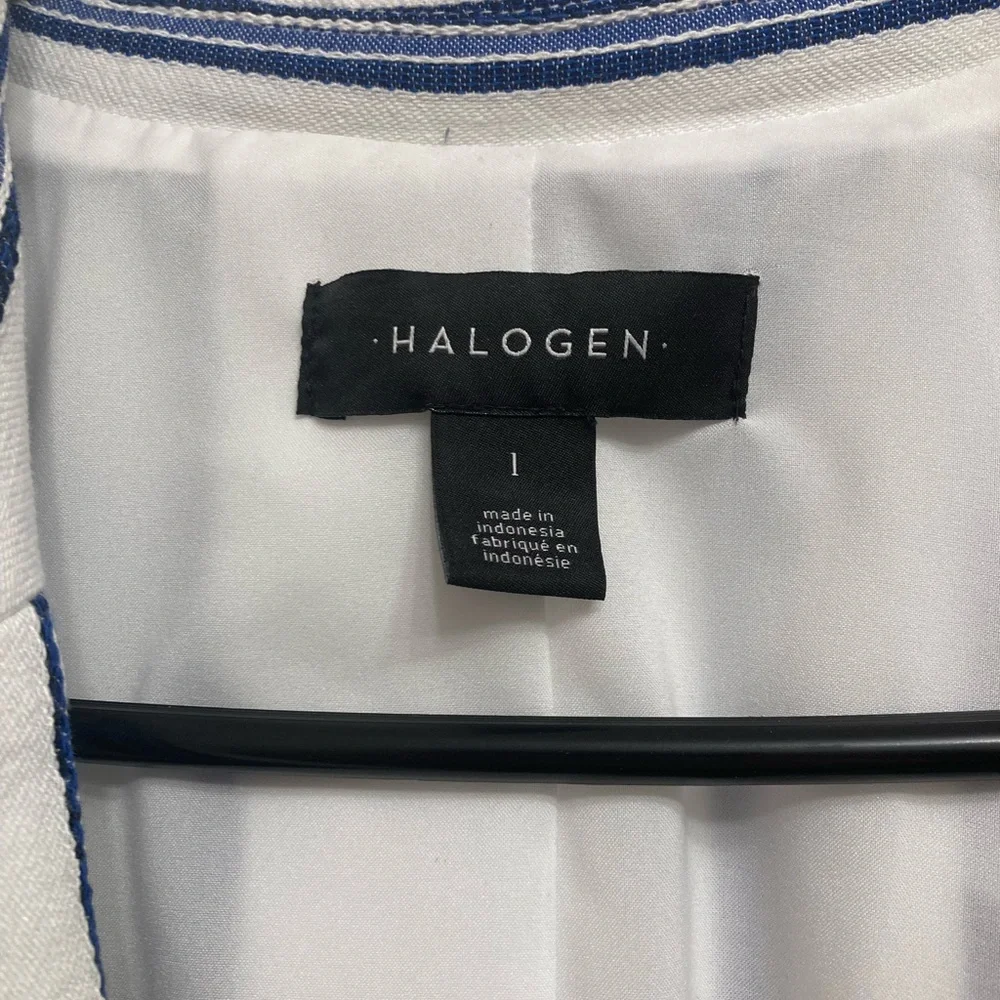 ·HALOGEN·
1
made in
indonesia
fabriqué en
indonésie